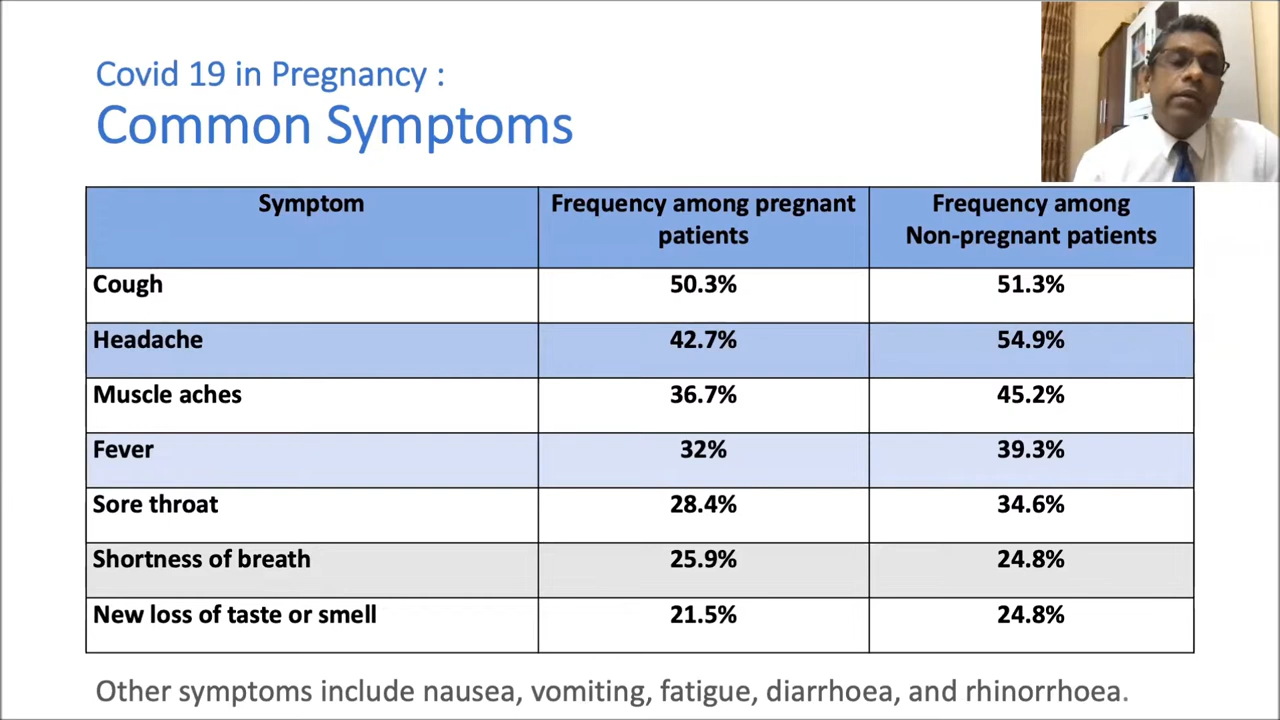 Covid 19 in Pregnancy :
Common Symptoms
Symptom
Frequency among pregnant
patients
Frequency among
Non-pregnant patients
Cough 50.3% 51.3%
Headache 42.7% 54.9%
Muscle aches 36.7% 45.2%
Fever 32% 39.3%
Sore throat 28.4% 34.6%
Shortness of breath 25.9% 24.8%
New loss of taste or smell 21.5% 24.8%
Other symptoms include nausea, vomiting, fatigue, diarrhoea, and rhinorrhoea.